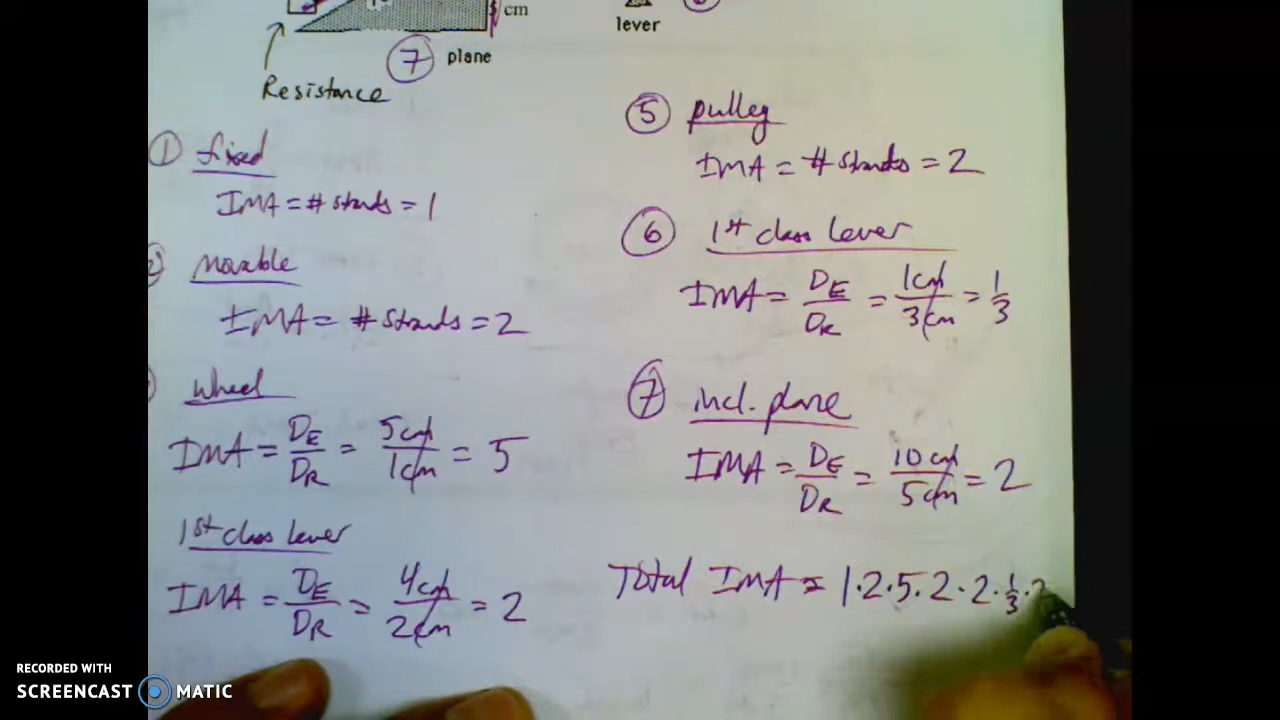 cm
lever
7 plane
Resistance
① fixed
IMA = # strands = 1
movable
IMA = # strands = 2
wheel
IMA = DE/DR = 5cm/1cm = 5
1st class lever
IMA = DE/DR = 4cm/2cm = 2
⑤ pulley
IMA = # strands = 2
⑥ 1st class lever
IMA = DE/DR = 1cm/3cm = 1/3
⑦ incl. plane
IMA = DE/DR = 10cm/5cm = 2
Total IMA = 1·2·5·2·2·1/3·2
RECORDED WITH
SCREENCAST MATIC